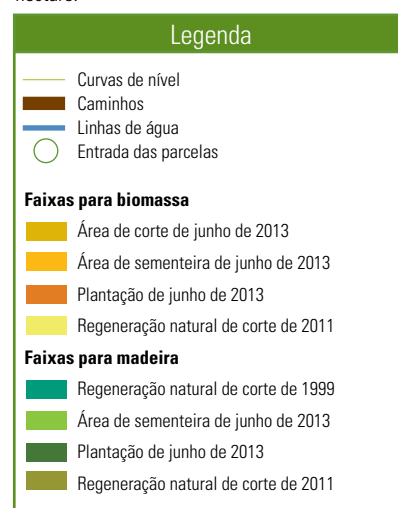 Legenda
Curvas de nível
Caminhos
Linhas de água
Entrada das parcelas
Faixas para biomassa
Área de corte de junho de 2013
Área de sementeira de junho de 2013
Plantação de junho de 2013
Regeneração natural de corte de 2011
Faixas para madeira
Regeneração natural de corte de 1999
Área de sementeira de junho de 2013
Plantação de junho de 2013
Regeneração natural de corte de 2011